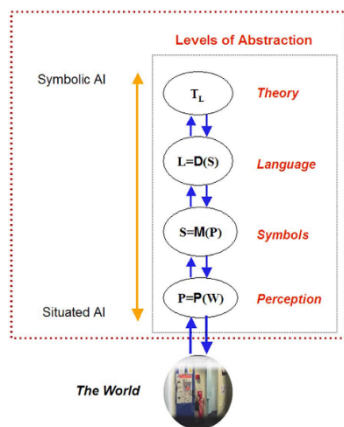 Levels of Abstraction
Symbolic AI
T_L
Theory
L=D(S)
Language
S=M(P)
Symbols
P=P(W)
Perception
Situated AI
The World